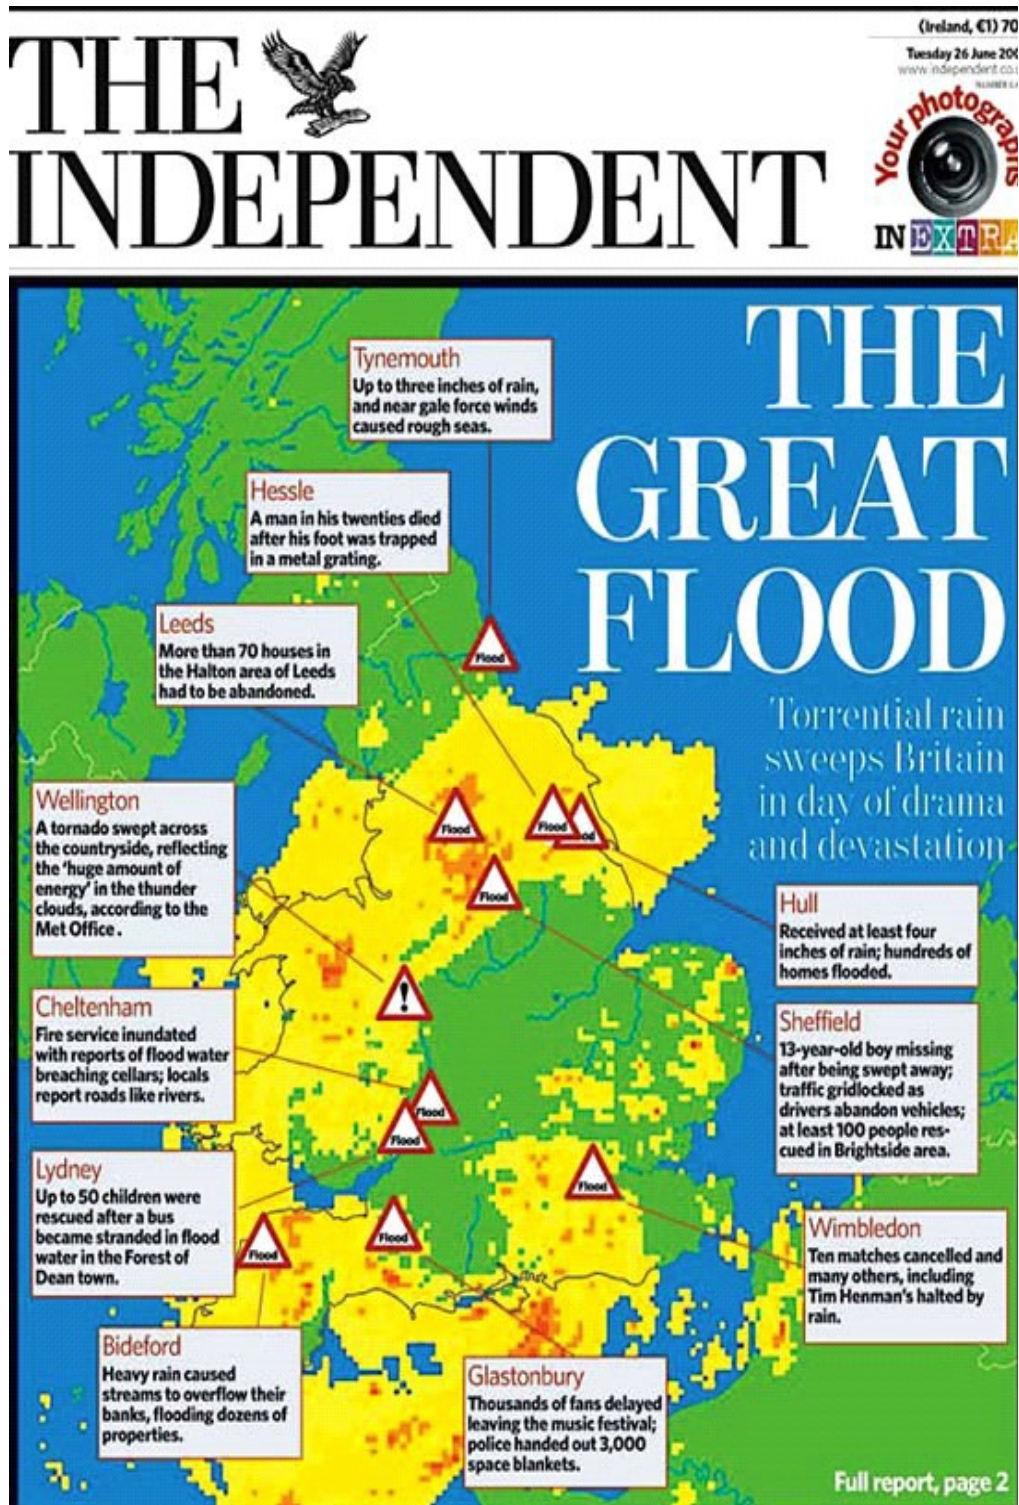 (Ireland, €1) 70
THE
INDEPENDENT
Tuesday 26 June 200
www.independent.co.u
Your photographs
IN EXTRA
THE
GREAT
FLOOD
Torrential rain
sweeps Britain
in day of drama
and devastation
Tynemouth
Up to three inches of rain,
and near gale force winds
caused rough seas.
Hessle
A man in his twenties died
after his foot was trapped
in a metal grating.
Leeds
More than 70 houses in
the Halton area of Leeds
had to be abandoned.
Wellington
A tornado swept across
the countryside, reflecting
the 'huge amount of
energy' in the thunder
clouds, according to the
Met Office.
Cheltenham
Fire service inundated
with reports of flood water
breaching cellars; locals
report roads like rivers.
Lydney
Up to 50 children were
rescued after a bus
became stranded in flood
water in the Forest of
Dean town.
Bideford
Heavy rain caused
streams to overflow their
banks, flooding dozens of
properties.
Glastonbury
Thousands of fans delayed
leaving the music festival;
police handed out 3,000
space blankets.
Hull
Received at least four
inches of rain; hundreds of
homes flooded.
Sheffield
13-year-old boy missing
after being swept away;
traffic gridlocked as
drivers abandon vehicles;
at least 100 people res-
cued in Brightside area.
Wimbledon
Ten matches cancelled and
many others, including
Tim Henman's halted by
rain.
Flood
Flood
Flood
od
Flood
!
Flood
Flood
Flood
Flood
Flood
Full report, page 2